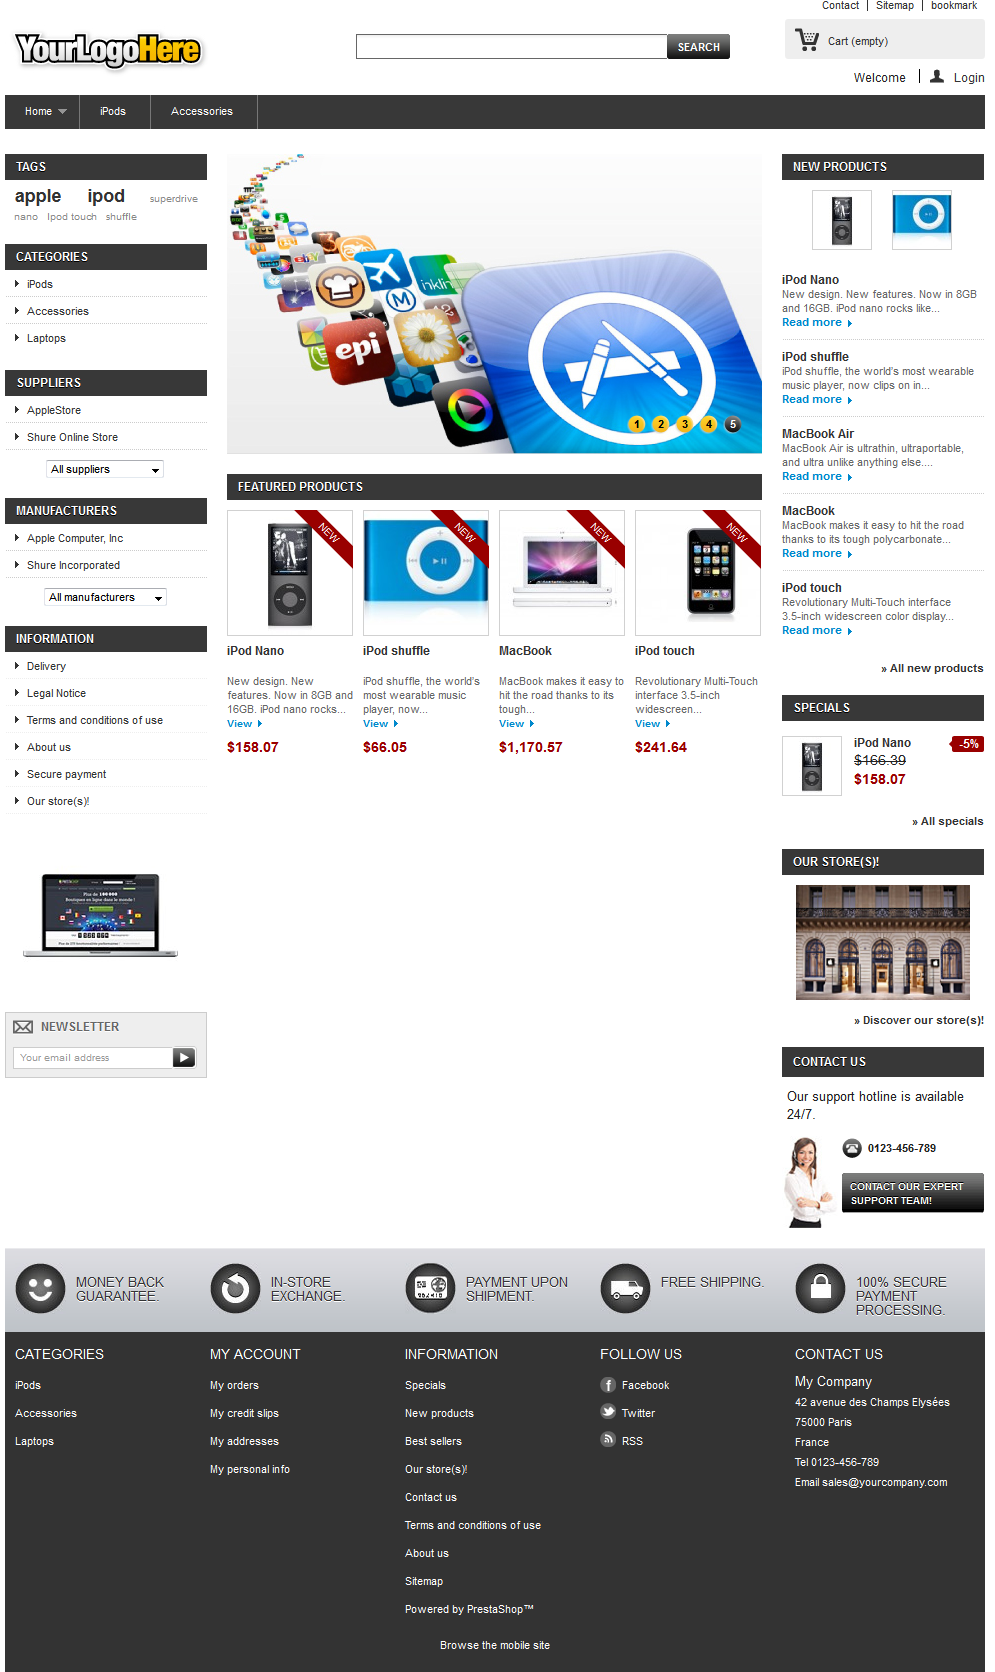 Contact
Sitemap
bookmark
YourLogoHere
SEARCH
Cart (empty)
Welcome
Login
Home
iPods
Accessories
TAGS
apple ipod superdrive
nano Ipod touch shuffle
CATEGORIES
iPods
Accessories
Laptops
SUPPLIERS
AppleStore
Shure Online Store
All suppliers
MANUFACTURERS
Apple Computer, Inc
Shure Incorporated
All manufacturers
INFORMATION
Delivery
Legal Notice
Terms and conditions of use
About us
Secure payment
Our store(s)!
Plus de 100 000
Boutiques en ligne dans le monde !
NEWSLETTER
Your email address
ebY
inklin
epi
1 2 3 4 5
FEATURED PRODUCTS
NEW
iPod Nano
New design. New
features. Now in 8GB and
16GB. iPod nano rocks...
View
$158.07
NEW
iPod shuffle
iPod shuffle, the world's
most wearable music
player, now...
View
$66.05
NEW
MacBook
MacBook makes it easy to
hit the road thanks to its
tough...
View
$1,170.57
NEW
iPod touch
Revolutionary Multi-Touch
interface 3.5-inch
widescreen...
View
$241.64
NEW PRODUCTS
iPod Nano
New design. New features. Now in 8GB
and 16GB. iPod nano rocks like...
Read more
iPod shuffle
iPod shuffle, the world's most wearable
music player, now clips on in...
Read more
MacBook Air
MacBook Air is ultrathin, ultraportable,
and ultra unlike anything else....
Read more
MacBook
MacBook makes it easy to hit the road
thanks to its tough polycarbonate...
Read more
iPod touch
Revolutionary Multi-Touch interface
3.5-inch widescreen color display...
Read more
» All new products
SPECIALS
iPod Nano
-5%
$166.39
$158.07
» All specials
OUR STORE(S)!
» Discover our store(s)!
CONTACT US
Our support hotline is available
24/7.
0123-456-789
CONTACT OUR EXPERT
SUPPORT TEAM!
MONEY BACK
GUARANTEE.
IN-STORE
EXCHANGE.
PAYMENT UPON
SHIPMENT.
FREE SHIPPING.
100% SECURE
PAYMENT
PROCESSING.
CATEGORIES
iPods
Accessories
Laptops
MY ACCOUNT
My orders
My credit slips
My addresses
My personal info
INFORMATION
Specials
New products
Best sellers
Our store(s)!
Contact us
Terms and conditions of use
About us
Sitemap
Powered by PrestaShop™
FOLLOW US
Facebook
Twitter
RSS
CONTACT US
My Company
42 avenue des Champs Elysées
75000 Paris
France
Tel 0123-456-789
Email sales@yourcompany.com
Browse the mobile site